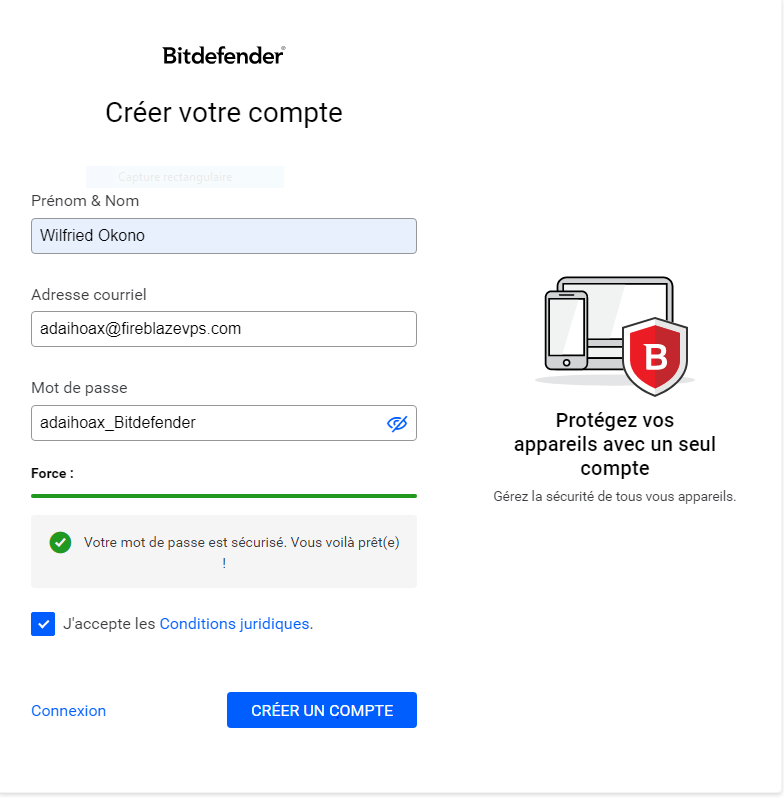 Bitdefender®
Créer votre compte
Capture rectangulaire
Prénom & Nom
Wilfried Okono
Adresse courriel
adaihoax@fireblazevps.com
Mot de passe
adaihoax_Bitdefender
Force :
Votre mot de passe est sécurisé. Vous voilà prêt(e)
!
J'accepte les Conditions juridiques.
Connexion
CRÉER UN COMPTE
B
Protégez vos
appareils avec un seul
compte
Gérez la sécurité de tous vous appareils.